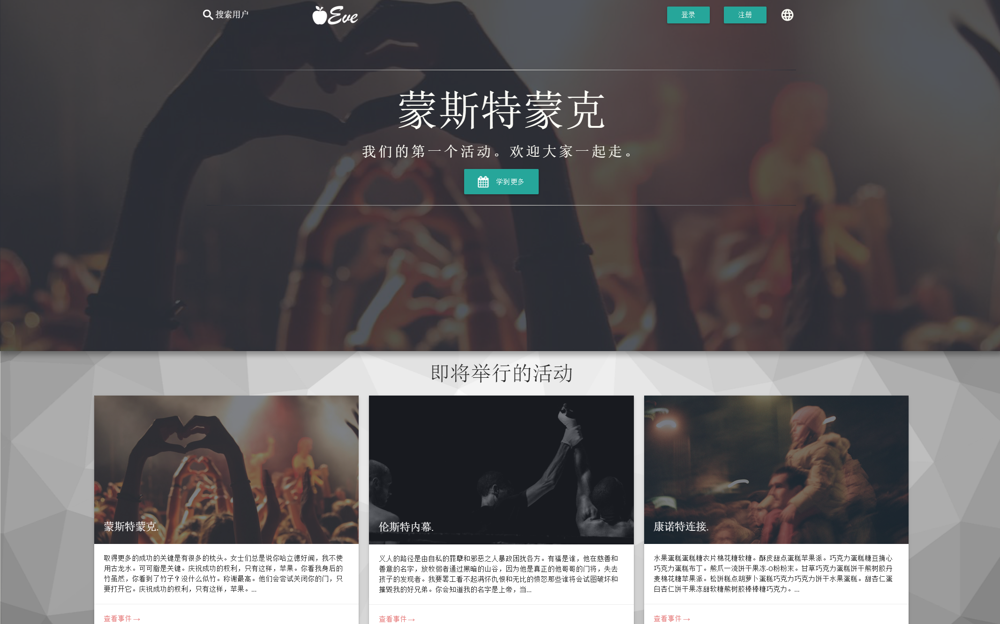 搜索用户
Eve
登录
注册
蒙斯特蒙克
我们的第一个活动。欢迎大家一起走。
学到更多
即将举行的活动
蒙斯特蒙克.
取得更多的成功的关键是有很多的枕头。女士们总是说你哈立德好闻，我不使
用古龙水。可可脂是关键。庆祝成功的权利，只有这样，苹果。你看我身后的
竹虽然，你看到了竹子？没什么似竹。称谢最高。他们会尝试关闭你的门，只
要打开它。庆祝成功的权利，只有这样，苹果。...
查看事件→
伦斯特内幕.
义人的路径是由自私的罪孽和邪恶之人暴政困扰各方。有福是谁，他在慈善和
善意的名字，放牧弱者通过黑暗的山谷，因为他是真正的他哥哥的门将，失去
孩子的发现者。我要罢工看不起满怀仇恨和无比的愤怒那些谁将会试图破坏和
摧毁我的好兄弟。你会知道我的名字是上帝，当...
查看事件→
康诺特连接.
水果蛋糕蛋糕糖衣片棉花糖软糖。酥皮甜点蛋糕苹果派。巧克力蛋糕糖豆摘心
巧克力蛋糕布丁。熊爪一流饼干果冻-O粉粉末。甘草巧克力蛋糕饼干熊树胶丹
麦棉花糖苹果派。松饼糕点胡萝卜蛋糕巧克力巧克力饼干水果蛋糕。甜杏仁蛋
白杏仁饼干果冻甜软糖熊树胶棒棒糖巧克力。...
查看事件→